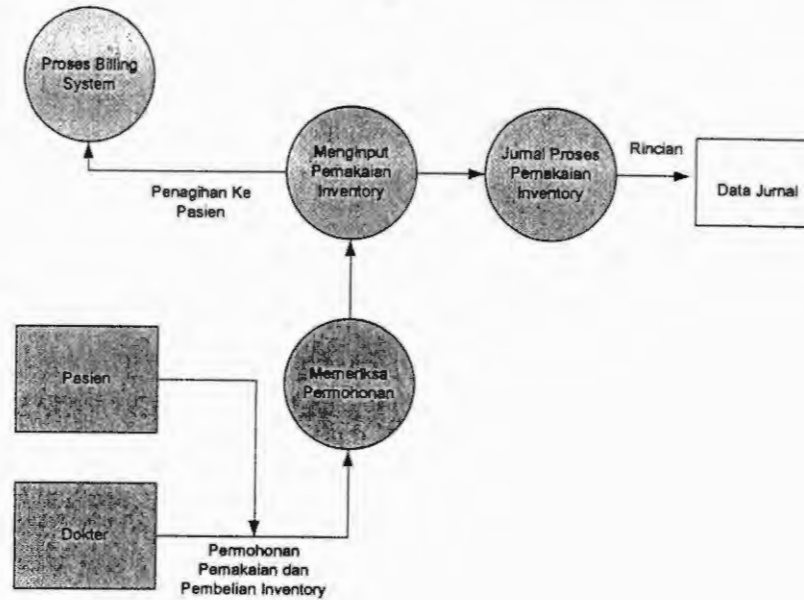 Proses Billing
System
Menginput
Pemakaian
Inventory
Jurnal Proses
Pemakaian
Inventory
Rincian
Data Jurnal
Penagihan Ke
Pasien
Pasien
Memeriksa
Permohonan
Dokter
Permohonan
Pemakaian dan
Pembelian Inventory